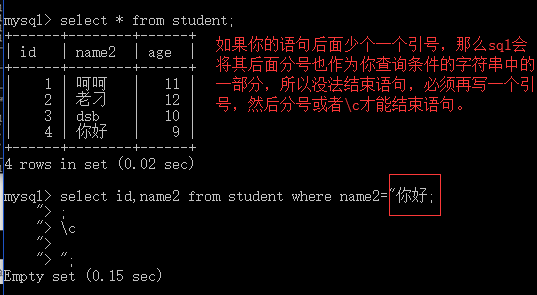 mysql> select * from student;
+------+-------+------+
| id | name2 | age |
+------+-------+------+
| 1 | 呵呵 | 11 |
| 2 | 老刁 | 12 |
| 3 | dsb | 10 |
| 4 | 你好 | 9 |
+------+-------+------+
4 rows in set (0.02 sec)
如果你的语句后面少个一个引号，那么sql会
将其后面分号也作为你查询条件的字符串中的
一部分，所以没法结束语句，必须再写一个引
号，然后分号或者\c才能结束语句。
mysql> select id,name2 from student where name2="你好;
"> ;
"> \c
">
"> ";
Empty set (0.15 sec)